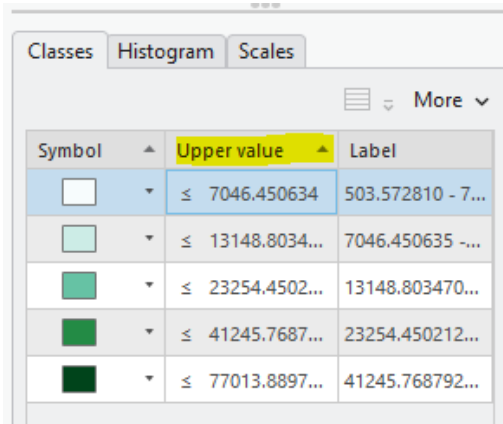 Classes Histogram Scales
More
Symbol Upper value Label
≤ 7046.450634 503.572810 - 7...
≤ 13148.8034... 7046.450635 -...
≤ 23254.4502... 13148.803470...
≤ 41245.7687... 23254.450212...
≤ 77013.8897... 41245.768792...